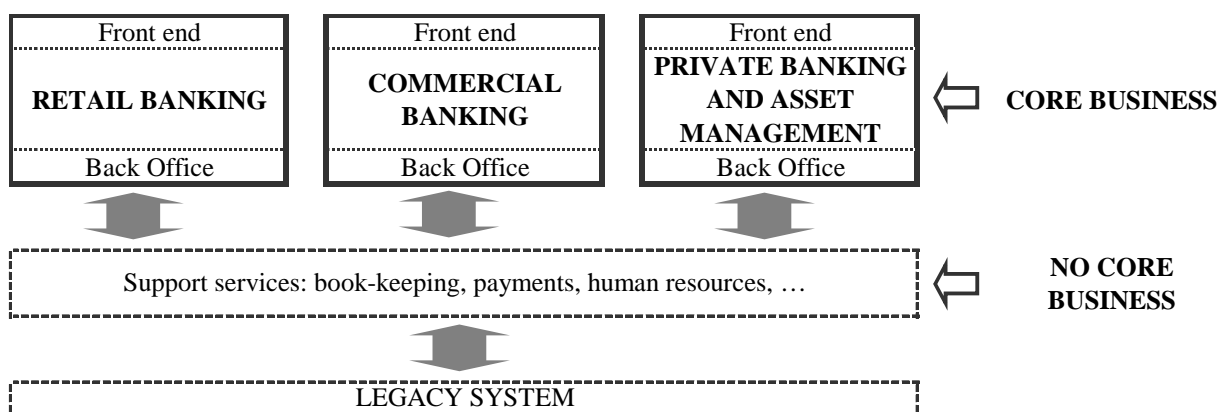 Front end
RETAIL BANKING
Back Office
Front end
COMMERCIAL
BANKING
Back Office
Front end
PRIVATE BANKING
AND ASSET
MANAGEMENT
Back Office
CORE BUSINESS
Support services: book-keeping, payments, human resources, …
NO CORE
BUSINESS
LEGACY SYSTEM